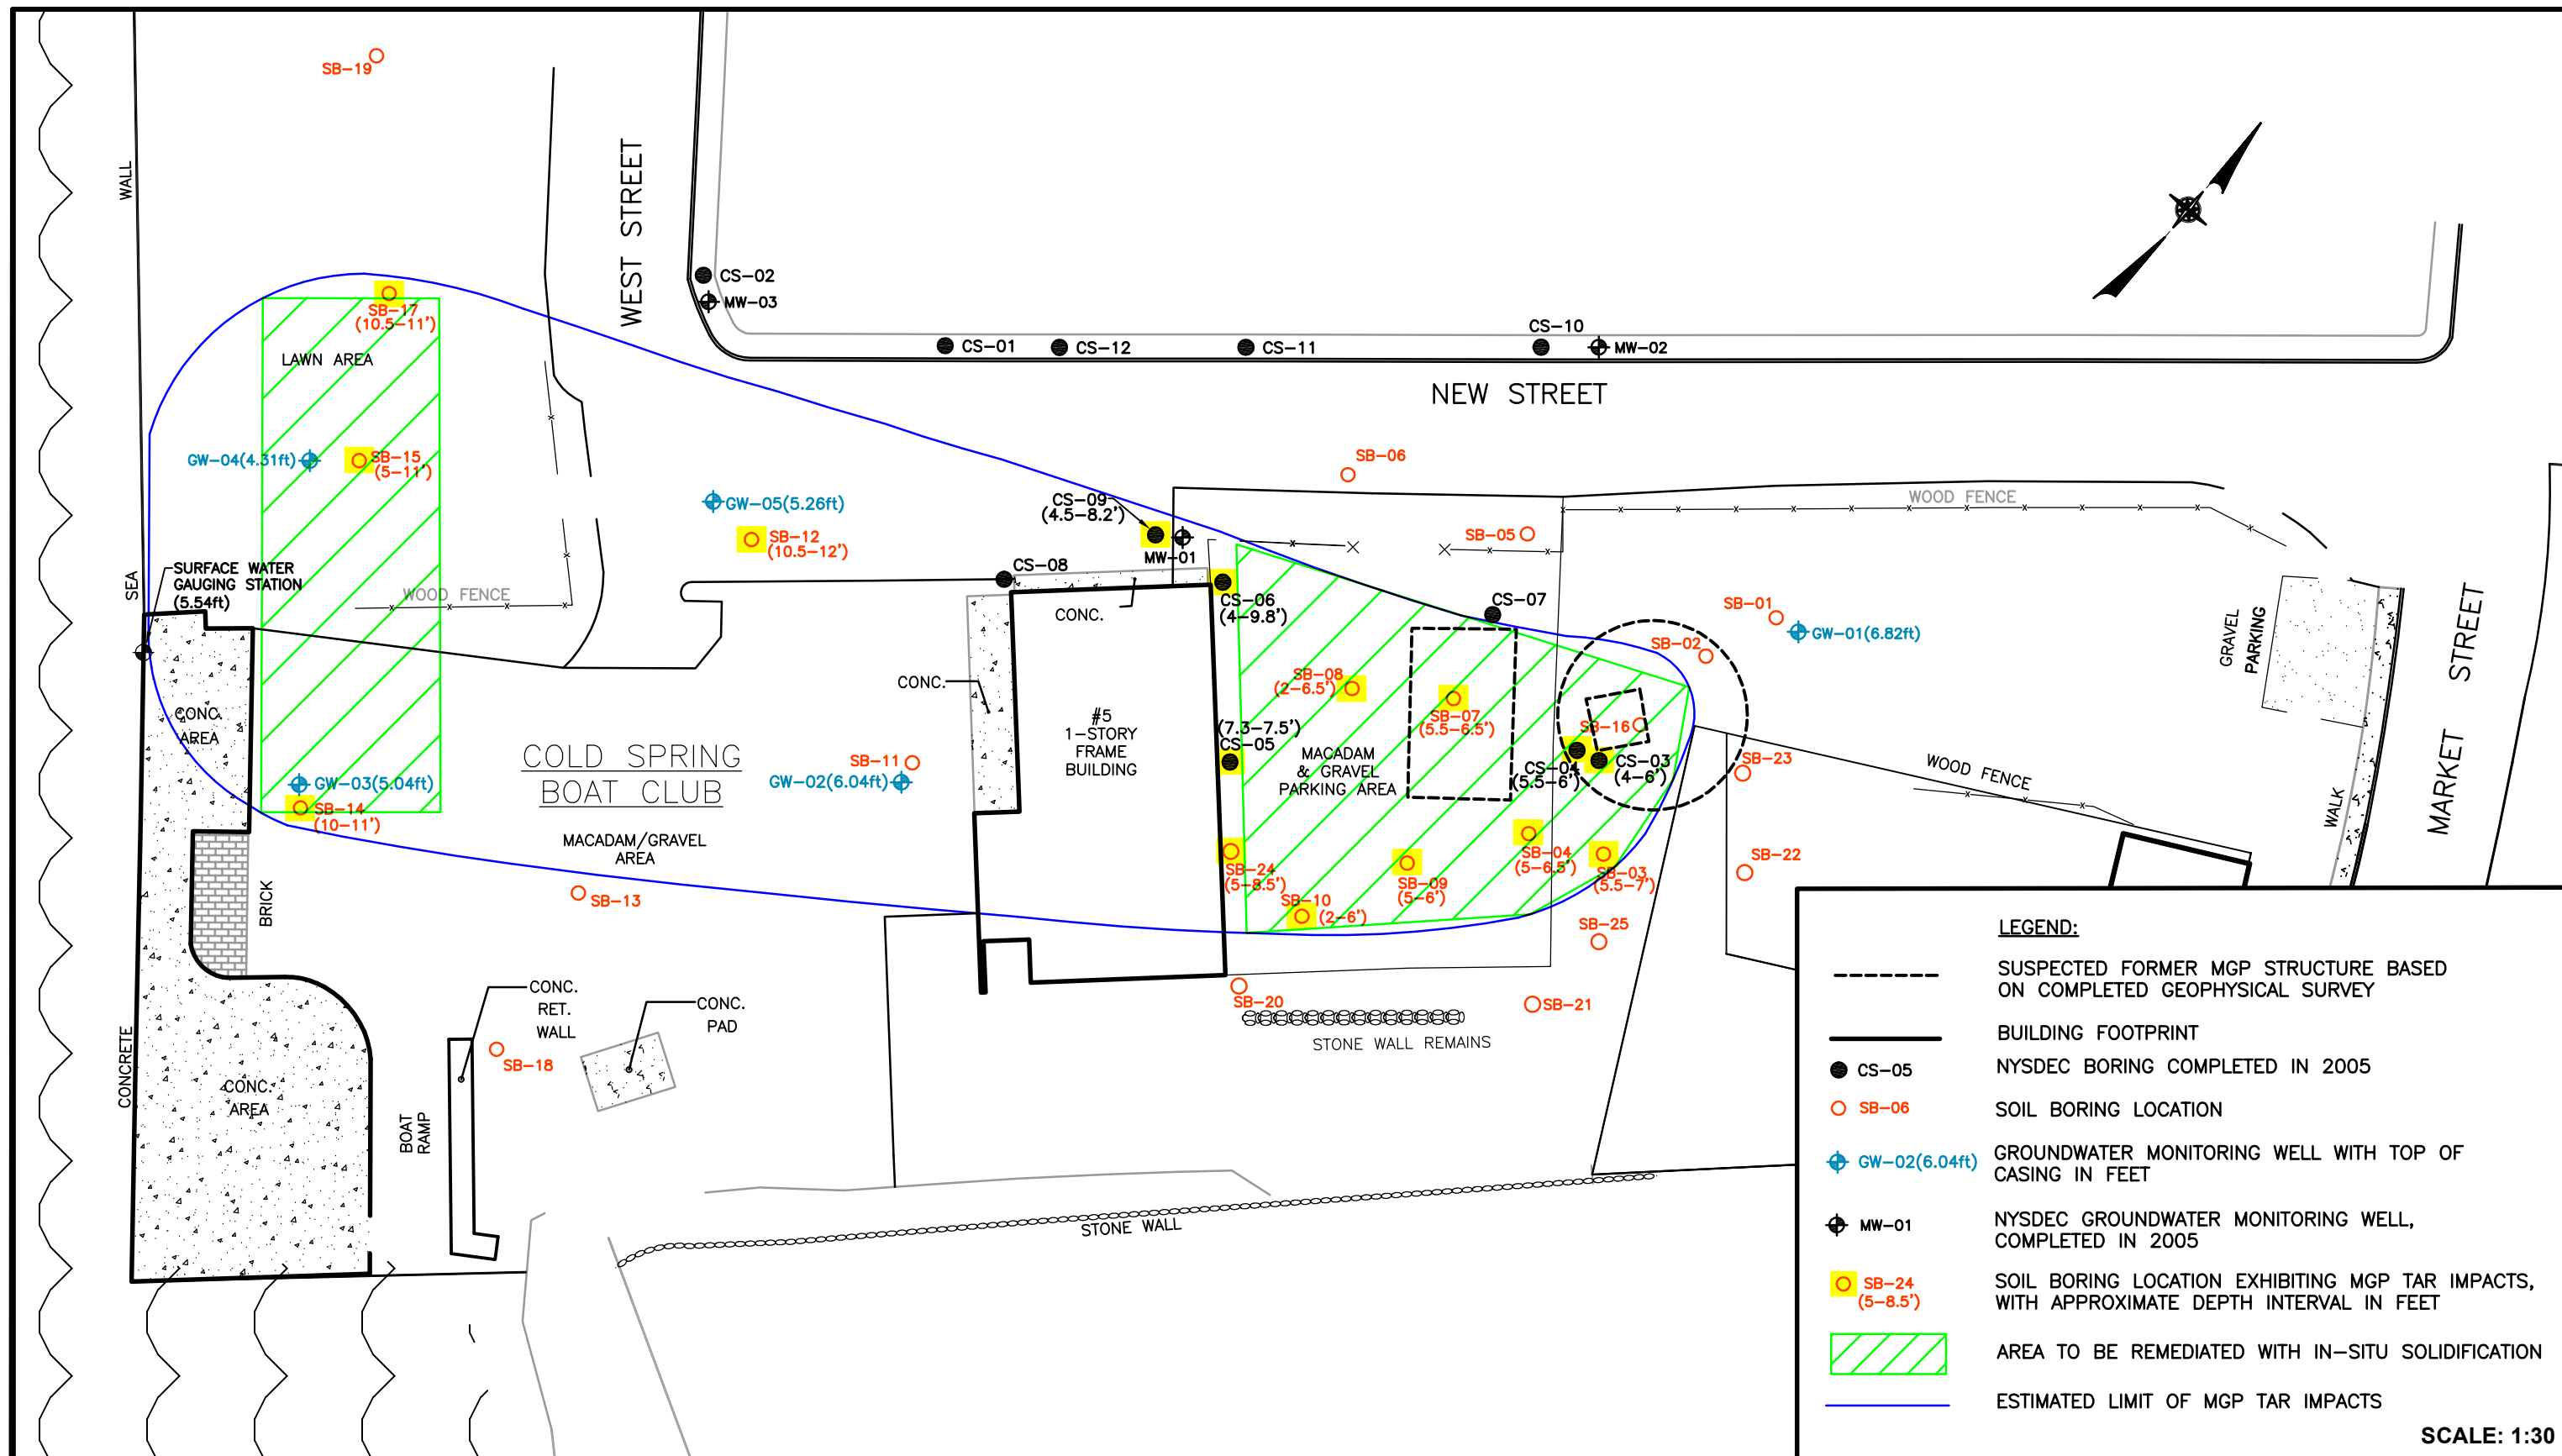 SB-19
WALL
WEST STREET
CS-02
MW-03
CS-01
CS-12
CS-11
CS-10
MW-02
NEW STREET
SB-17
(10.5-11')
LAWN AREA
GW-04(4.31ft)
SB-15
(5-11')
GW-05(5.26ft)
SB-12
(10.5-12')
CS-09
(4.5-8.2')
MW-01
SB-06
SB-05
WOOD FENCE
SEA
SURFACE WATER
GAUGING STATION
(5.54ft)
WOOD FENCE
CS-08
CONC.
CS-06
(4-9.8')
CS-07
SB-01
GW-01(6.82ft)
SB-02
GRAVEL
PARKING
MARKET STREET
CONC.
AREA
CONC.
#5
1-STORY
FRAME
BUILDING
(7.3-7.5')
CS-05
SB-08
(2-6.5')
SB-07
(5.5-6.5')
SB-16
MACADAM
& GRAVEL
PARKING AREA
CS-04
(5.5-6')
CS-03
(4-6')
SB-23
WOOD FENCE
WALK
COLD SPRING
BOAT CLUB
SB-11
GW-02(6.04ft)
GW-03(5.04ft)
SB-14
(10-11')
MACADAM/GRAVEL
AREA
SB-13
BRICK
SB-24
(5-8.5')
SB-10
(2-6')
SB-09
(5-6')
SB-04
(5-6.5')
SB-03
(5.5-7')
SB-22
SB-25
SB-20
SB-21
STONE WALL REMAINS
CONC.
RET.
WALL
CONC.
PAD
SB-18
CONCRETE
CONC.
AREA
BOAT
RAMP
STONE WALL
LEGEND:
SUSPECTED FORMER MGP STRUCTURE BASED
ON COMPLETED GEOPHYSICAL SURVEY
BUILDING FOOTPRINT
CS-05 NYSDEC BORING COMPLETED IN 2005
SB-06 SOIL BORING LOCATION
GW-02(6.04ft) GROUNDWATER MONITORING WELL WITH TOP OF
CASING IN FEET
MW-01 NYSDEC GROUNDWATER MONITORING WELL,
COMPLETED IN 2005
SB-24 SOIL BORING LOCATION EXHIBITING MGP TAR IMPACTS,
(5-8.5') WITH APPROXIMATE DEPTH INTERVAL IN FEET
AREA TO BE REMEDIATED WITH IN-SITU SOLIDIFICATION
ESTIMATED LIMIT OF MGP TAR IMPACTS
SCALE: 1:30